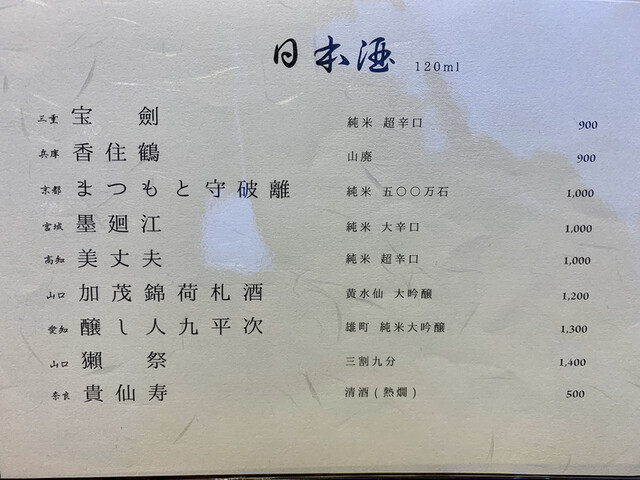 日本酒 120ml
三重 宝剣 純米 超辛口 900
兵庫 香住鶴 山廃 900
京都 まつもと守破離 純米 五〇〇万石 1,000
宮城 墨廼江 純米 大辛口 1,000
高知 美丈夫 純米 超辛口 1,000
山口 加茂錦荷札酒 黄水仙 大吟醸 1,200
愛知 醸し人九平次 雄町 純米大吟醸 1,300
山口 獺祭 三割九分 1,400
奈良 貴仙寿 清酒(熱燗) 500